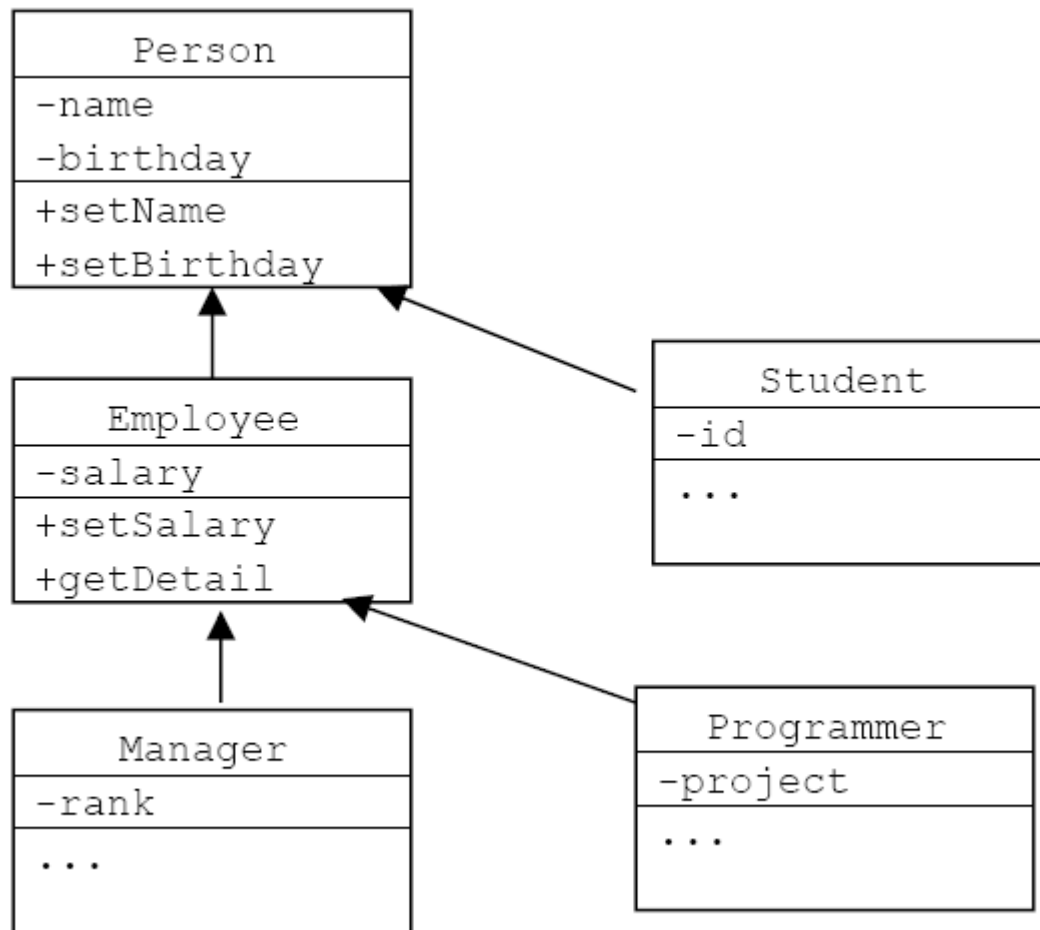 Person
-name
-birthday
+setName
+setBirthday
Employee
-salary
+setSalary
+getDetail
Student
-id
...
Manager
-rank
...
Programmer
-project
...